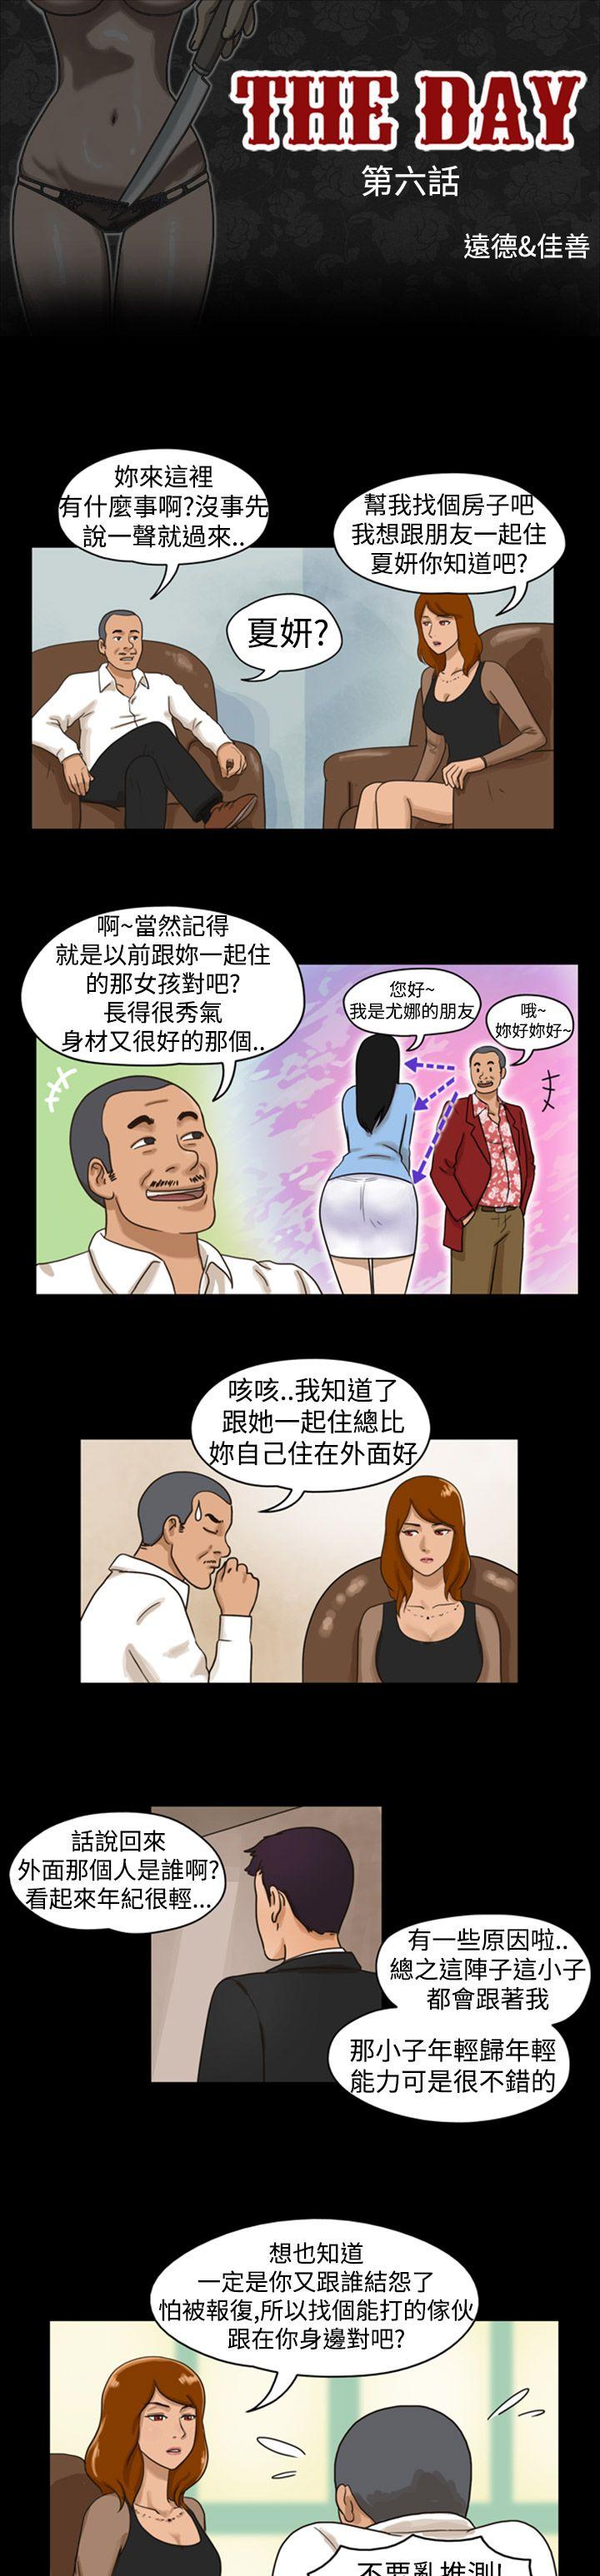 THE DAY
第六話
遠德&佳善
妳來這裡
有什麼事啊?沒事先
說一聲就過來..
幫我找個房子吧
我想跟朋友一起住
夏妍你知道吧?
夏妍?
啊~當然記得
就是以前跟妳一起住
的那女孩對吧?
長得很秀氣
身材又很好的那個..
您好~
我是尤娜的朋友
哦~
妳好妳好~
咳咳..我知道了
跟她一起住總比
妳自己住在外面好
話說回來
外面那個人是誰啊?
看起來年紀很輕...
有一些原因啦..
總之這陣子這小子
都會跟著我
那小子年輕歸年輕
能力可是很不錯的
想也知道
一定是你又跟誰結怨了
怕被報復,所以找個能打的傢伙
跟在你身邊對吧?
不要亂推測!